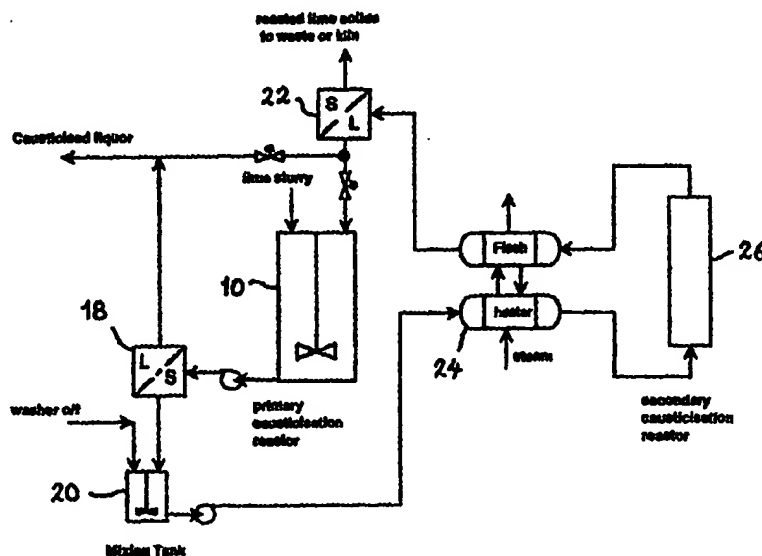 reacted lime solids
to waste or kiln
22
S
L
Causticised liquor
lime slurry
10
18
L
S
washer o/f
primary
causticisation
reactor
20
Mixing Tank
Flash
heater
24
steam
26
secondary
causticisation
reactor